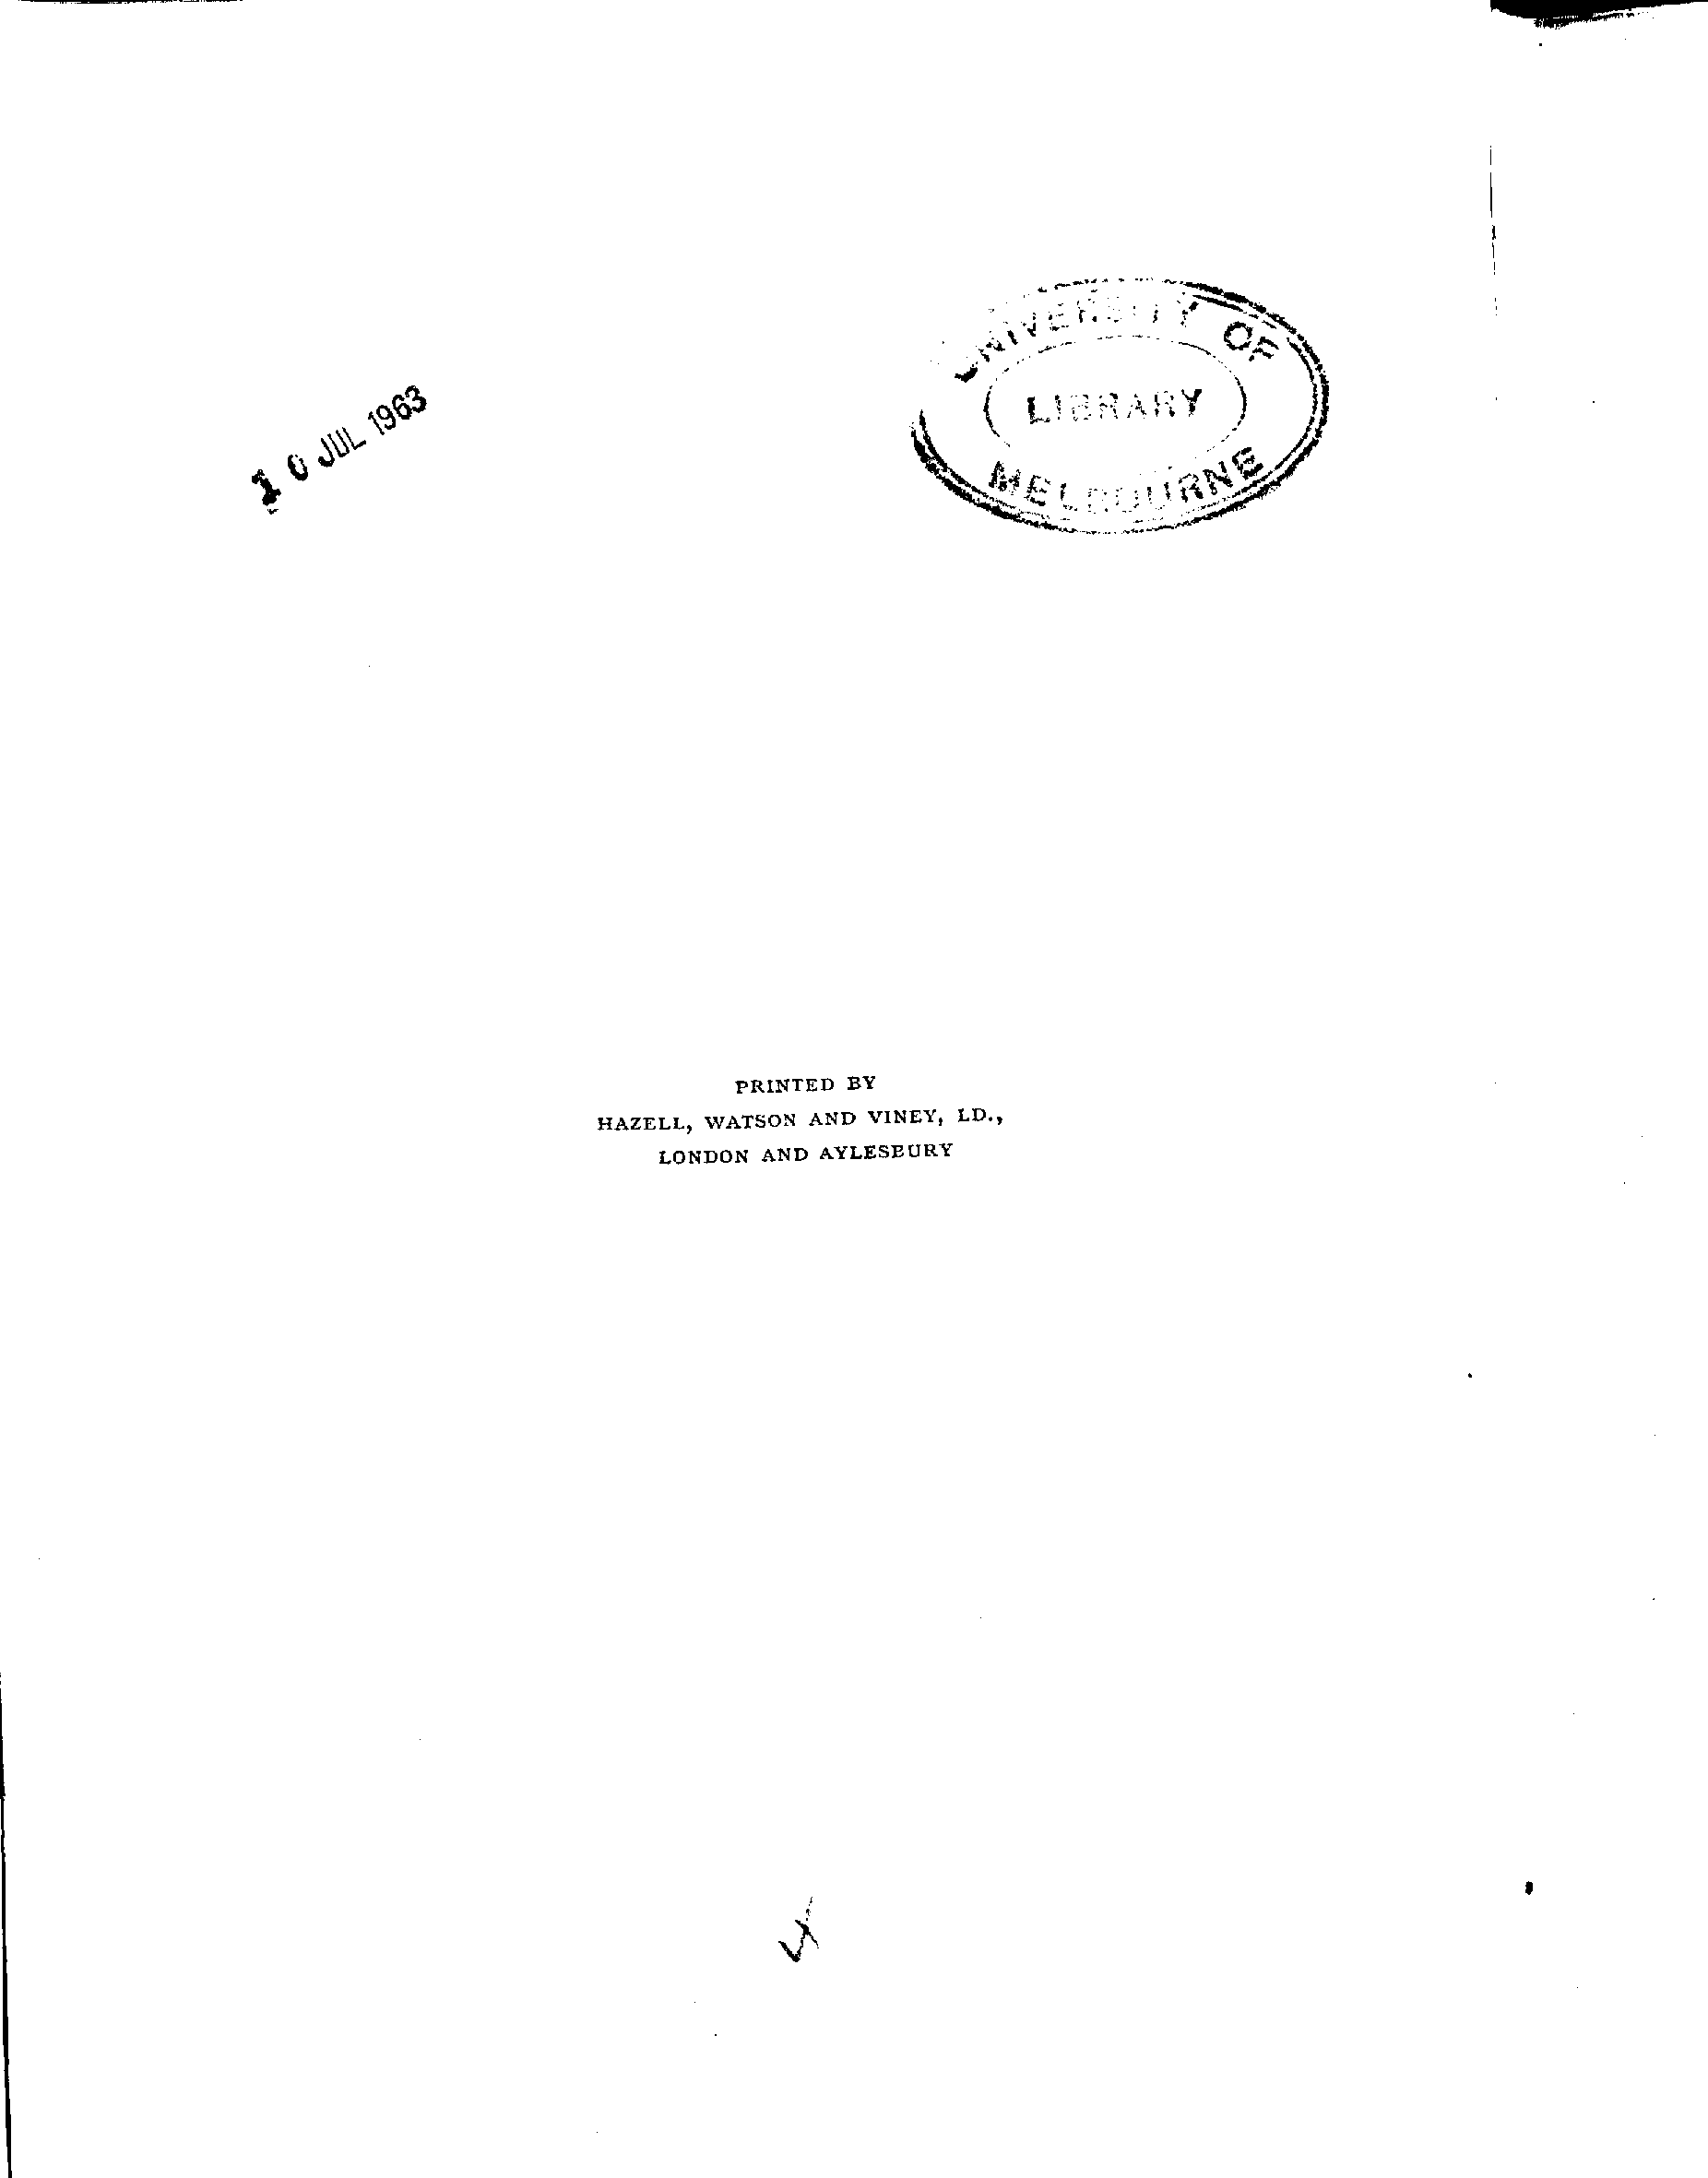 10 JUL 1963
UNIVERSITY OF
LIBRARY
MELBOURNE
PRINTED BY
HAZELL, WATSON AND VINEY, LD.,
LONDON AND AYLESBURY